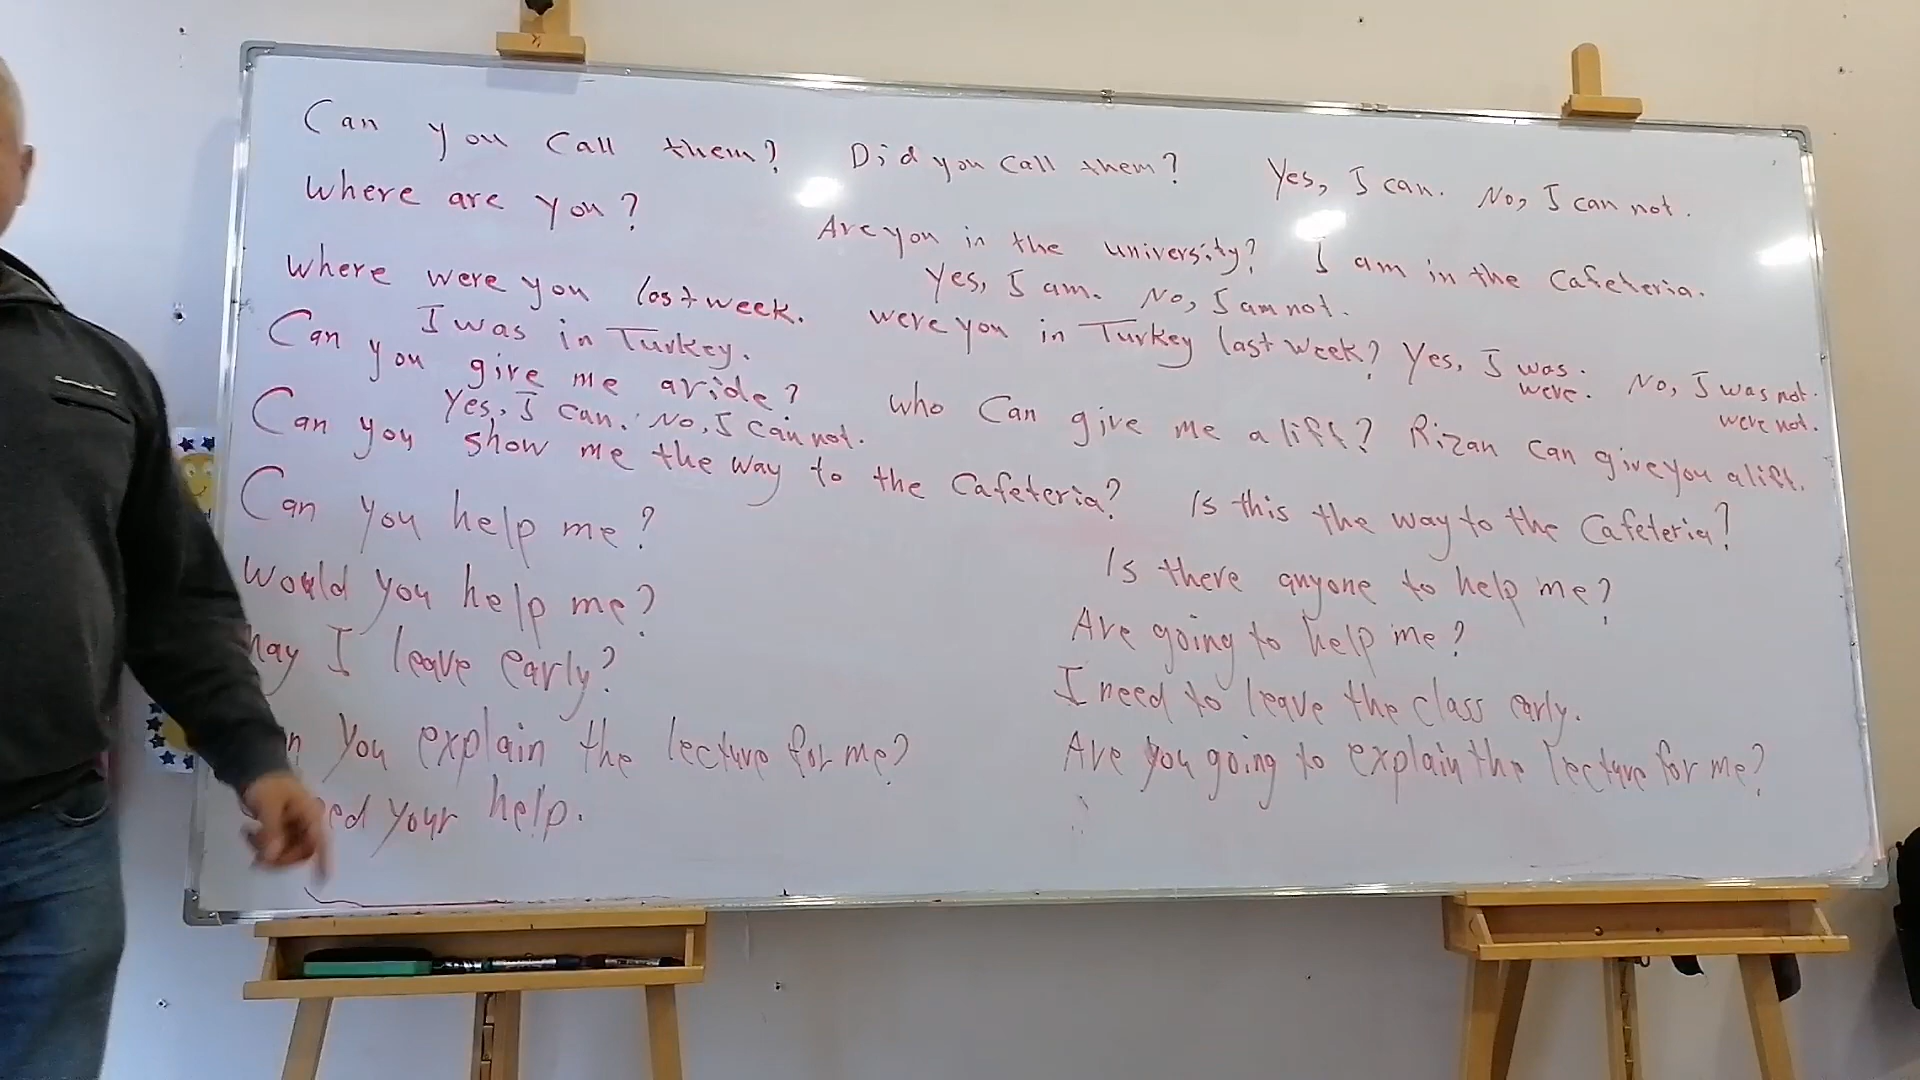 Can you call them? Did you call them? Yes, I can. No, I can not.
where are you? Are you in the university? I am in the Cafeteria.
Yes, I am. No, I am not.
where were you last week. were you in Turkey last week? Yes, I was. No, I was not.
I was in Turkey. were. were not.
Can you give me a ride? who Can give me a lift? Rizan can give you a lift.
Yes, I can. No, I can not.
Can you show me the way to the Cafeteria? Is this the way to the Cafeteria?
Can you help me? Is there anyone to help me?
would you help me? Are going to help me?
may I leave early? I need to leave the class early.
n you explain the lecture for me? Are you going to explain the lecture for me?
ed your help.